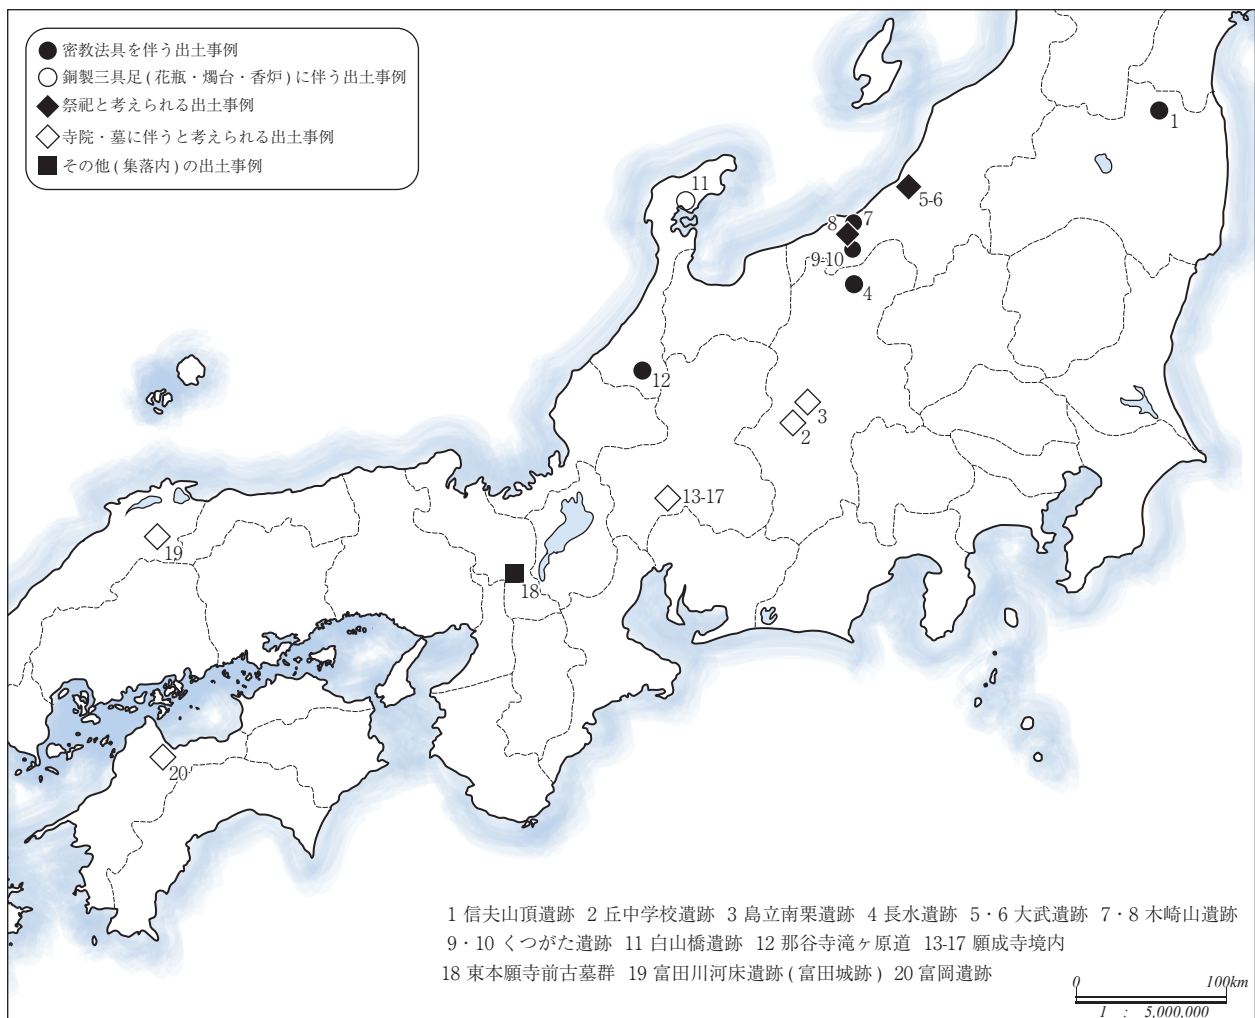 密教法具を伴う出土事例
銅製三具足(花瓶・燭台・香炉)に伴う出土事例
祭祀と考えられる出土事例
寺院・墓に伴うと考えられる出土事例
その他(集落内)の出土事例
1
11
5-6
7
8
9-10
4
12
3
2
13-17
19
18
20
1 信夫山頂遺跡 2 丘中学校遺跡 3 島立南栗遺跡 4 長水遺跡 5・6 大武遺跡 7・8 木崎山遺跡
9・10 くつがた遺跡 11 白山橋遺跡 12 那谷寺滝ヶ原道 13-17 願成寺境内
18 東本願寺前古墓群 19 富田川河床遺跡(富田城跡) 20 富岡遺跡
0 100km
1 : 5,000,000